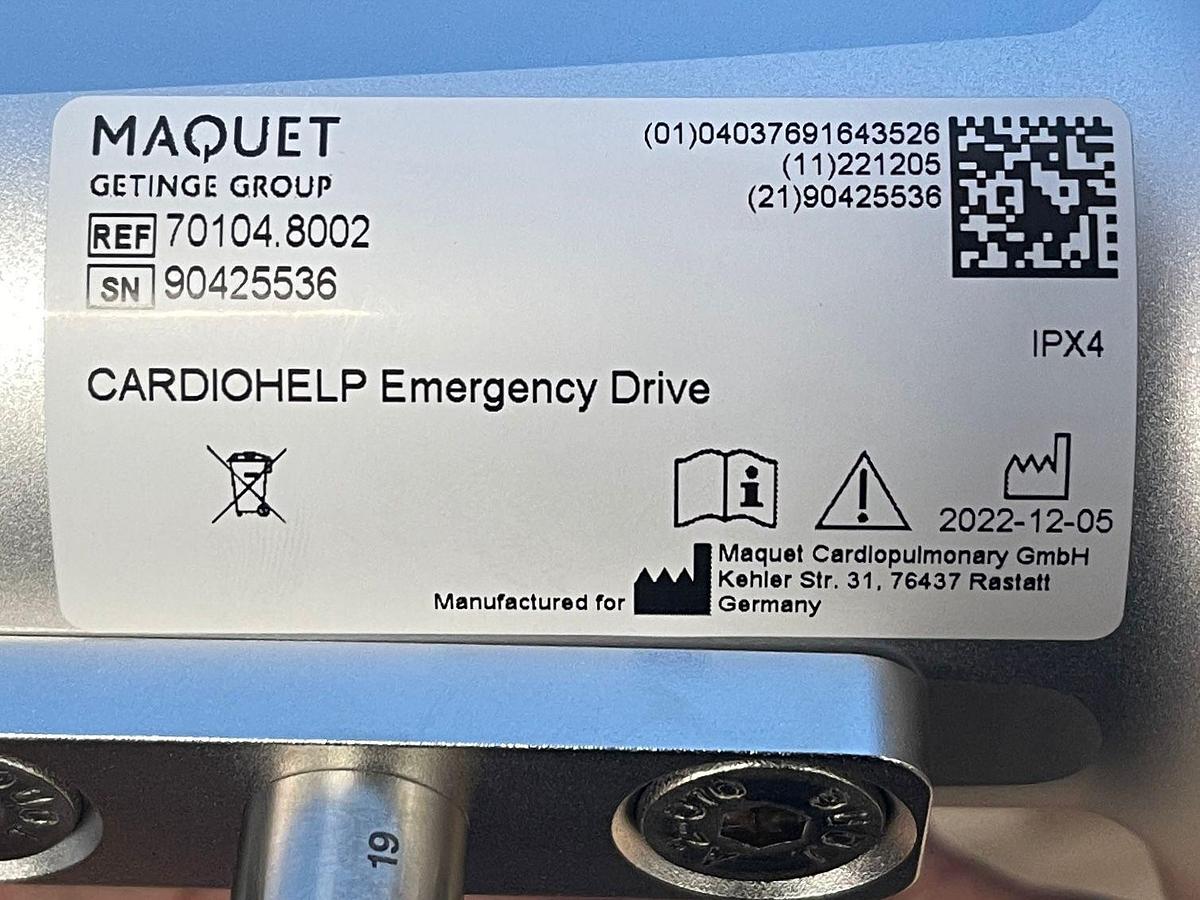 MAQUET
GETINGE GROUP
REF 70104.8002
SN 90425536
(01)04037691643526
(11)221205
(21)90425536
IPX4
CARDIOHELP Emergency Drive
2022-12-05
Manufactured for
Maquet Cardiopulmonary GmbH
Kehler Str. 31, 76437 Rastatt
Germany
19